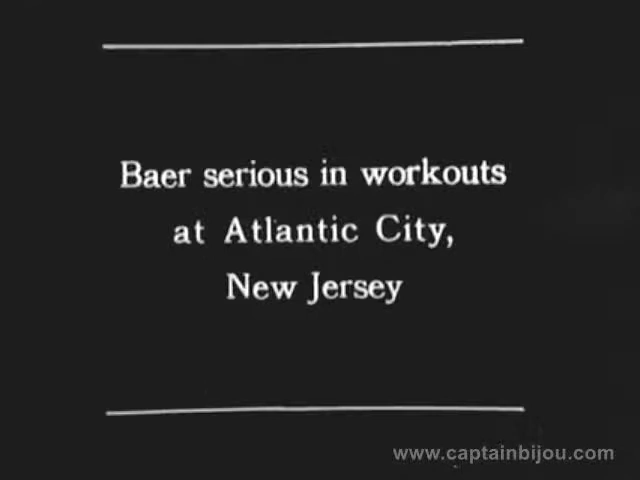 Baer serious in workouts
at Atlantic City,
New Jersey
www.captainbijou.com